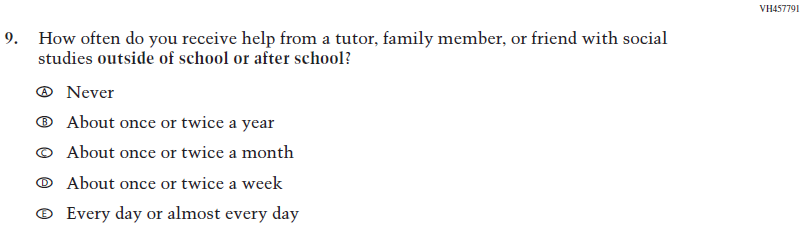 VH457791
9. How often do you receive help from a tutor, family member, or friend with social
studies outside of school or after school?
A Never
B About once or twice a year
C About once or twice a month
D About once or twice a week
E Every day or almost every day